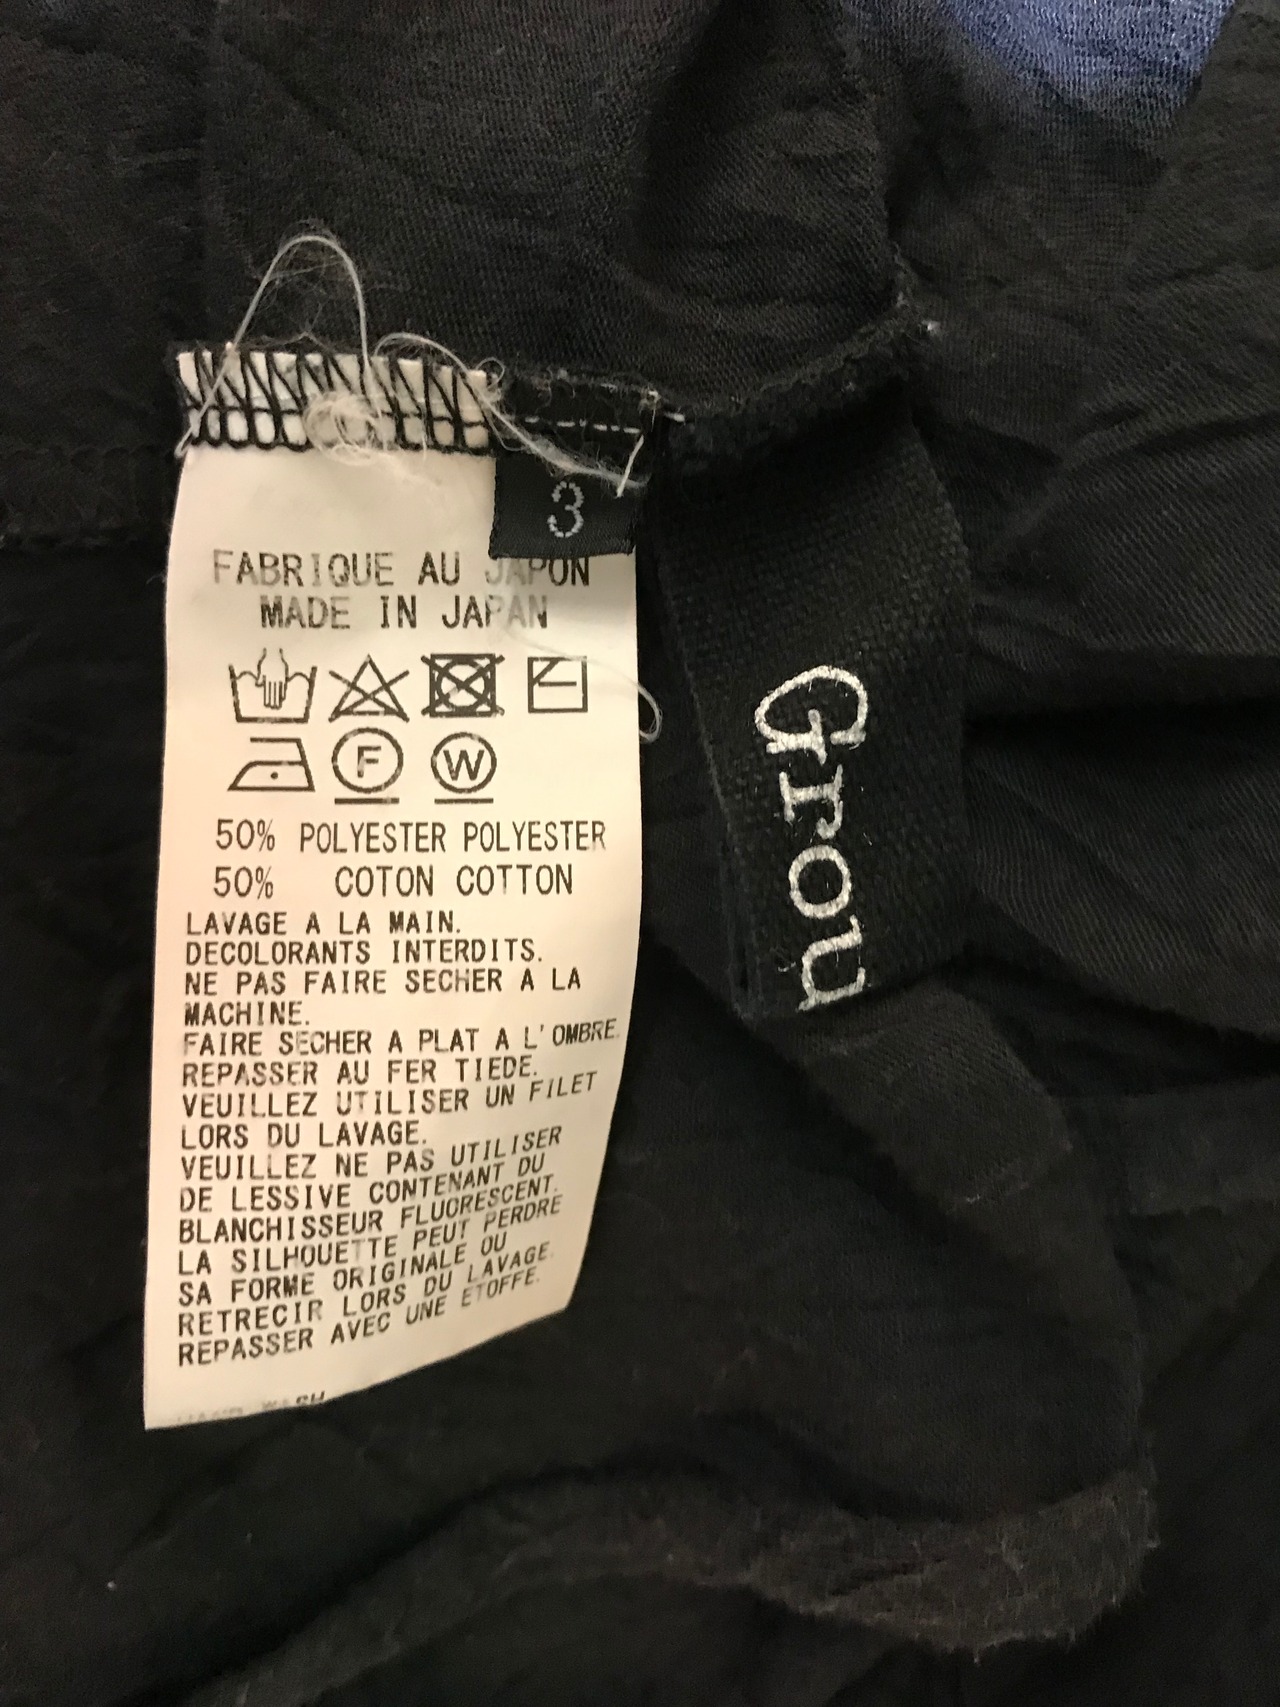 3
FABRIQUE AU JAPON
MADE IN JAPAN
F W
50% POLYESTER POLYESTER
50% COTON COTTON
LAVAGE A LA MAIN.
DECOLORANTS INTERDITS.
NE PAS FAIRE SECHER A LA
MACHINE.
FAIRE SECHER A PLAT A L'OMBRE.
REPASSER AU FER TIEDE.
VEUILLEZ UTILISER UN FILET
LORS DU LAVAGE.
VEUILLEZ NE PAS UTILISER
DE LESSIVE CONTENANT DU
BLANCHISSEUR FLUORESCENT.
LA SILHOUETTE PEUT PERDRE
SA FORME ORIGINALE OU
RETRECIR LORS DU LAVAGE.
REPASSER AVEC UNE ETOFFE.
Grou